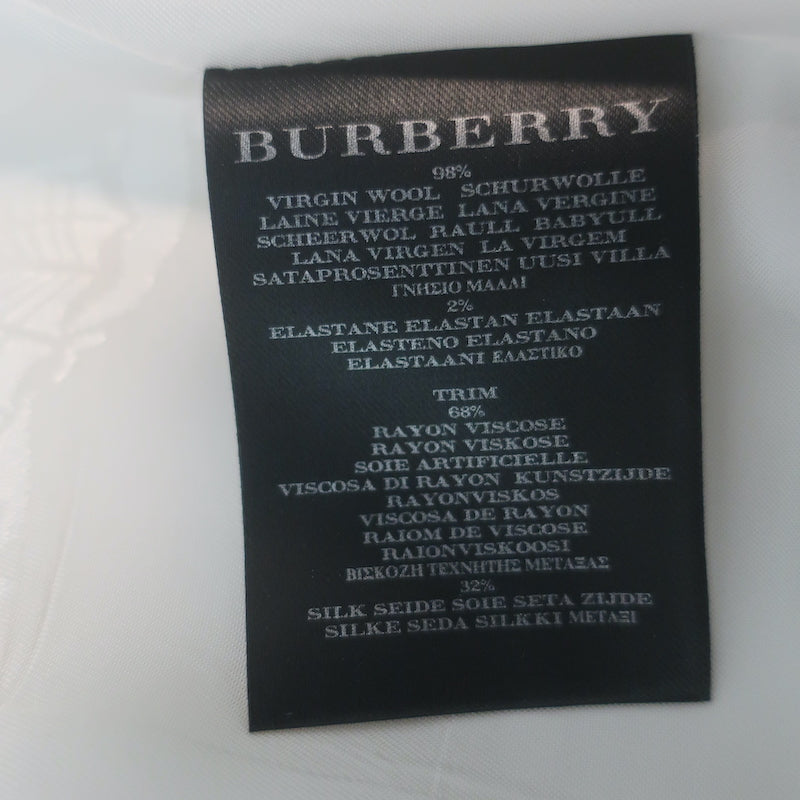 BURBERRY
98%
VIRGIN WOOL SCHURWOLLE
LAINE VIERGE LANA VERGINE
SCHEERWOL RAULL BABYULL
LANA VIRGEN LA VIRGEM
SATAPROSENTTINEN UUSI VILLA
ΓΝΗΣΙΟ ΜΑΛΛΙ
2%
ELASTANE ELASTAN ELASTAAN
ELASTENO ELASTANO
ELASTAANI ΕΛΑΣΤΙΚΟ
TRIM
68%
RAYON VISCOSE
RAYON VISKOSE
SOIE ARTIFICIELLE
VISCOSA DI RAYON KUNSTZIJDE
RAYONVISKOS
VISCOSA DE RAYON
RAIOM DE VISCOSE
RAIONVISKOOSI
ΒΙΣΚΟΖΗ ΤΕΧΝΗΤΗΣ ΜΕΤΑΞΑΣ
32%
SILK SEIDE SOIE SETA ZIJDE
SILKE SEDA SILKKI ΜΕΤΑΞΙ